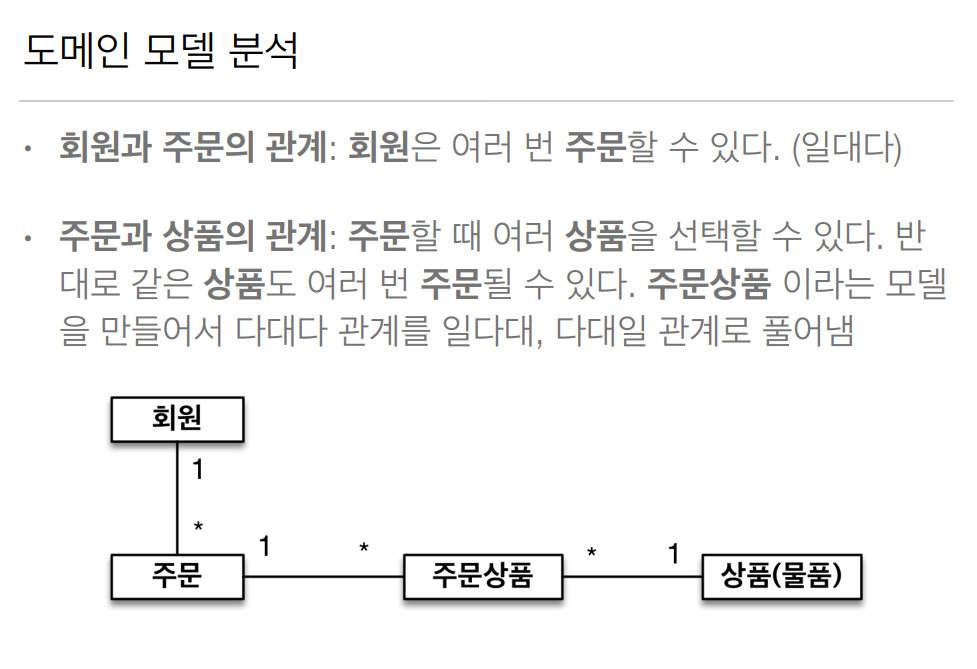 도메인 모델 분석
• 회원과 주문의 관계: 회원은 여러 번 주문할 수 있다. (일대다)
• 주문과 상품의 관계: 주문할 때 여러 상품을 선택할 수 있다. 반
대로 같은 상품도 여러 번 주문될 수 있다. 주문상품 이라는 모델
을 만들어서 다대다 관계를 일다대, 다대일 관계로 풀어냄
회원
1
*
1 * * 1
주문 주문상품 상품(물품)